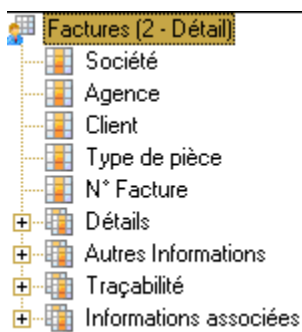 Factures (2 - Détail)
Société
Agence
Client
Type de pièce
N° Facture
Détails
Autres Informations
Traçabilité
Informations associées